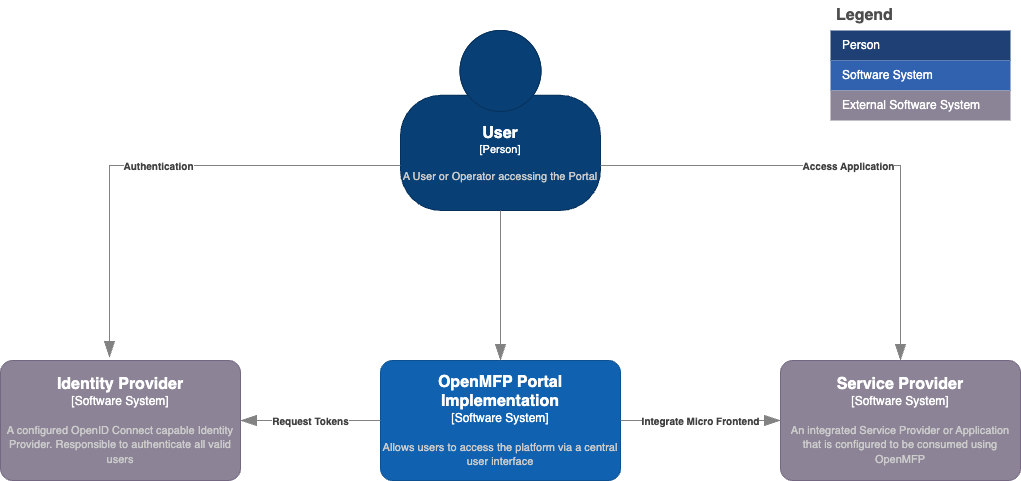 Legend
Person
Software System
External Software System
User
[Person]
A User or Operator accessing the Portal
Authentication
Access Application
Identity Provider
[Software System]
A configured OpenID Connect capable Identity
Provider. Responsible to authenticate all valid
users
Request Tokens
OpenMFP Portal
Implementation
[Software System]
Allows users to access the platform via a central
user interface
Integrate Micro Frontend
Service Provider
[Software System]
An integrated Service Provider or Application
that is configured to be consumed using
OpenMFP